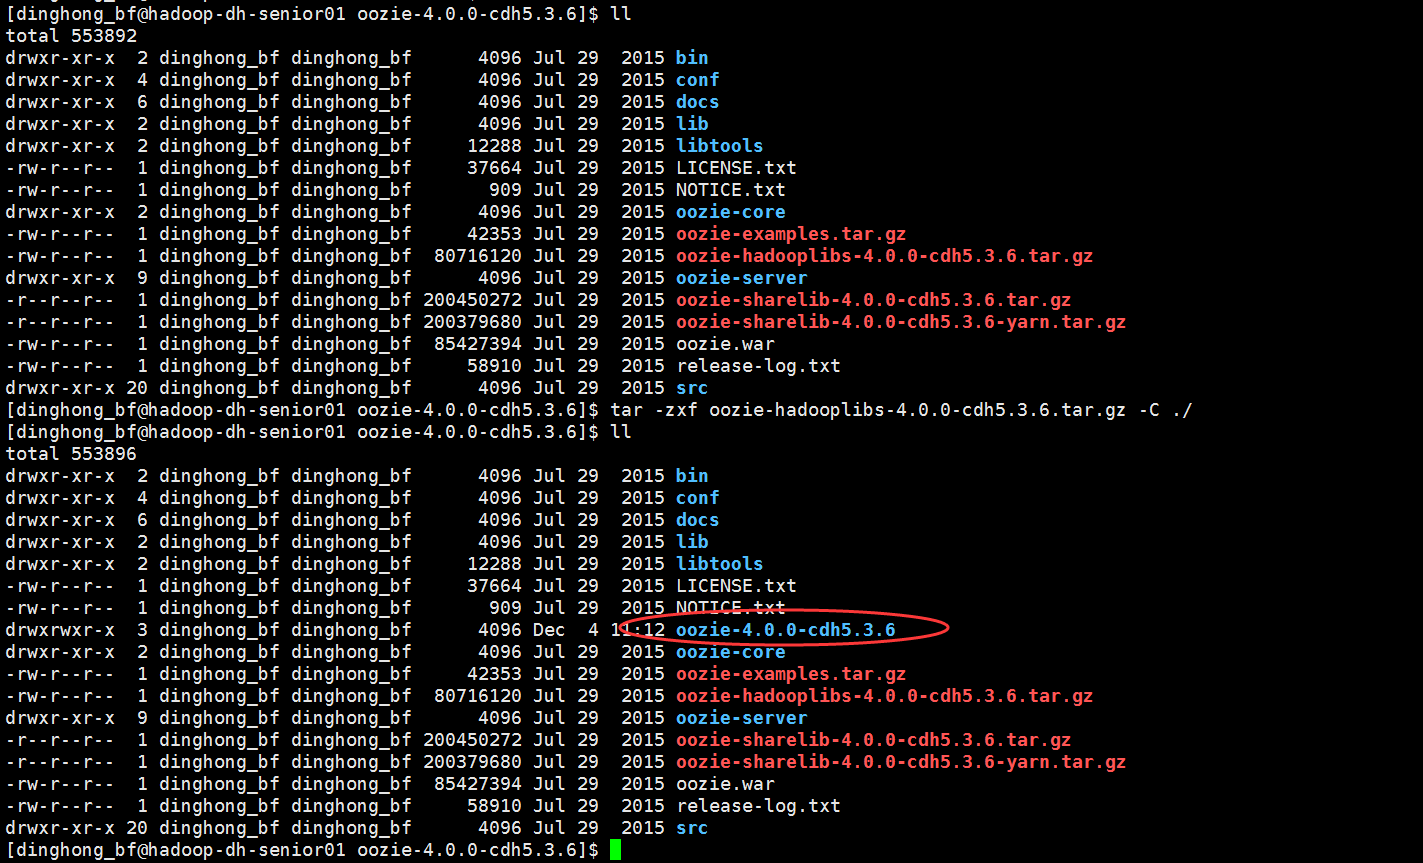 [dinghong_bf@hadoop-dh-senior01 oozie-4.0.0-cdh5.3.6]$ ll
total 553892
drwxr-xr-x  2 dinghong_bf dinghong_bf      4096 Jul 29  2015 bin
drwxr-xr-x  4 dinghong_bf dinghong_bf      4096 Jul 29  2015 conf
drwxr-xr-x  6 dinghong_bf dinghong_bf      4096 Jul 29  2015 docs
drwxr-xr-x  2 dinghong_bf dinghong_bf      4096 Jul 29  2015 lib
drwxr-xr-x  2 dinghong_bf dinghong_bf     12288 Jul 29  2015 libtools
-rw-r--r--  1 dinghong_bf dinghong_bf     37664 Jul 29  2015 LICENSE.txt
-rw-r--r--  1 dinghong_bf dinghong_bf       909 Jul 29  2015 NOTICE.txt
drwxr-xr-x  2 dinghong_bf dinghong_bf      4096 Jul 29  2015 oozie-core
-rw-r--r--  1 dinghong_bf dinghong_bf     42353 Jul 29  2015 oozie-examples.tar.gz
-rw-r--r--  1 dinghong_bf dinghong_bf  80716120 Jul 29  2015 oozie-hadooplibs-4.0.0-cdh5.3.6.tar.gz
drwxr-xr-x  9 dinghong_bf dinghong_bf      4096 Jul 29  2015 oozie-server
-r--r--r--  1 dinghong_bf dinghong_bf 200450272 Jul 29  2015 oozie-sharelib-4.0.0-cdh5.3.6.tar.gz
-r--r--r--  1 dinghong_bf dinghong_bf 200379680 Jul 29  2015 oozie-sharelib-4.0.0-cdh5.3.6-yarn.tar.gz
-rw-r--r--  1 dinghong_bf dinghong_bf  85427394 Jul 29  2015 oozie.war
-rw-r--r--  1 dinghong_bf dinghong_bf     58910 Jul 29  2015 release-log.txt
drwxr-xr-x 20 dinghong_bf dinghong_bf      4096 Jul 29  2015 src
[dinghong_bf@hadoop-dh-senior01 oozie-4.0.0-cdh5.3.6]$ tar -zxf oozie-hadooplibs-4.0.0-cdh5.3.6.tar.gz -C ./
[dinghong_bf@hadoop-dh-senior01 oozie-4.0.0-cdh5.3.6]$ ll
total 553896
drwxr-xr-x  2 dinghong_bf dinghong_bf      4096 Jul 29  2015 bin
drwxr-xr-x  4 dinghong_bf dinghong_bf      4096 Jul 29  2015 conf
drwxr-xr-x  6 dinghong_bf dinghong_bf      4096 Jul 29  2015 docs
drwxr-xr-x  2 dinghong_bf dinghong_bf      4096 Jul 29  2015 lib
drwxr-xr-x  2 dinghong_bf dinghong_bf     12288 Jul 29  2015 libtools
-rw-r--r--  1 dinghong_bf dinghong_bf     37664 Jul 29  2015 LICENSE.txt
-rw-r--r--  1 dinghong_bf dinghong_bf       909 Jul 29  2015 NOTICE.txt
drwxrwxr-x  3 dinghong_bf dinghong_bf      4096 Dec  4 11:12 oozie-4.0.0-cdh5.3.6
drwxr-xr-x  2 dinghong_bf dinghong_bf      4096 Jul 29  2015 oozie-core
-rw-r--r--  1 dinghong_bf dinghong_bf     42353 Jul 29  2015 oozie-examples.tar.gz
-rw-r--r--  1 dinghong_bf dinghong_bf  80716120 Jul 29  2015 oozie-hadooplibs-4.0.0-cdh5.3.6.tar.gz
drwxr-xr-x  9 dinghong_bf dinghong_bf      4096 Jul 29  2015 oozie-server
-r--r--r--  1 dinghong_bf dinghong_bf 200450272 Jul 29  2015 oozie-sharelib-4.0.0-cdh5.3.6.tar.gz
-r--r--r--  1 dinghong_bf dinghong_bf 200379680 Jul 29  2015 oozie-sharelib-4.0.0-cdh5.3.6-yarn.tar.gz
-rw-r--r--  1 dinghong_bf dinghong_bf  85427394 Jul 29  2015 oozie.war
-rw-r--r--  1 dinghong_bf dinghong_bf     58910 Jul 29  2015 release-log.txt
drwxr-xr-x 20 dinghong_bf dinghong_bf      4096 Jul 29  2015 src
[dinghong_bf@hadoop-dh-senior01 oozie-4.0.0-cdh5.3.6]$